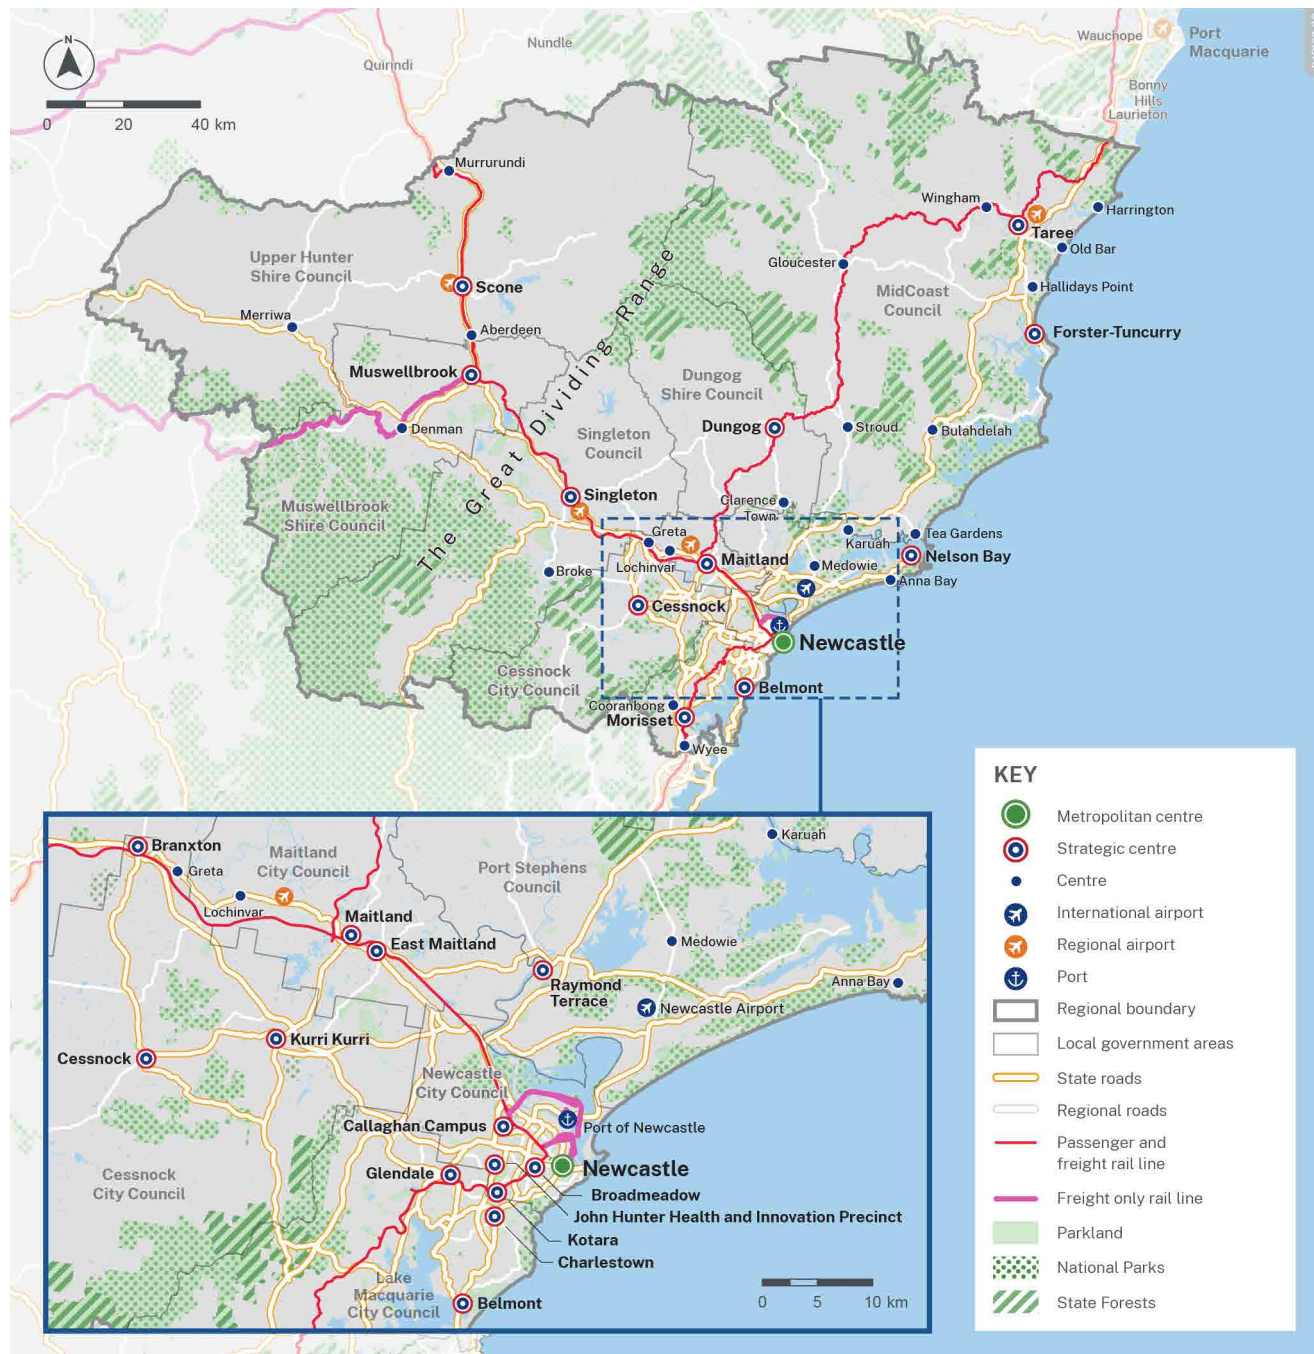 N
0 20 40 km
Nundle
Quirindi
Wauchope
Port
Macquarie
Bonny
Hills
Laurieton
Murrurundi
Wingham
Harrington
Taree
Old Bar
Upper Hunter
Shire Council
Gloucester
Scone
MidCoast
Council
Hallidays Point
Merriwa
Aberdeen
Forster-Tuncurry
Muswellbrook
Dungog
Shire Council
The Great Dividing Range
Denman
Singleton
Council
Dungog
Stroud
Bulahdelah
Muswellbrook
Shire Council
Singleton
Clarence
Town
Greta
Karuah
Tea Gardens
Lochinvar
Maitland
Nelson Bay
Broke
Medowie
Anna Bay
Cessnock
Newcastle
Cessnock
City Council
Belmont
Cooranbong
Morisset
Wyee
KEY
Metropolitan centre
Strategic centre
Centre
International airport
Regional airport
Port
Regional boundary
Local government areas
State roads
Regional roads
Passenger and
freight rail line
Freight only rail line
Parkland
National Parks
State Forests
Branxton
Greta
Maitland
City Council
Port Stephens
Council
Karuah
Lochinvar
Maitland
East Maitland
Medowie
Raymond
Terrace
Anna Bay
Newcastle Airport
Kurri Kurri
Cessnock
Newcastle
City Council
Callaghan Campus
Port of Newcastle
Cessnock
City Council
Glendale
Newcastle
Broadmeadow
John Hunter Health and Innovation Precinct
Kotara
Charlestown
Lake
Macquarie
City Council
Belmont
0 5 10 km